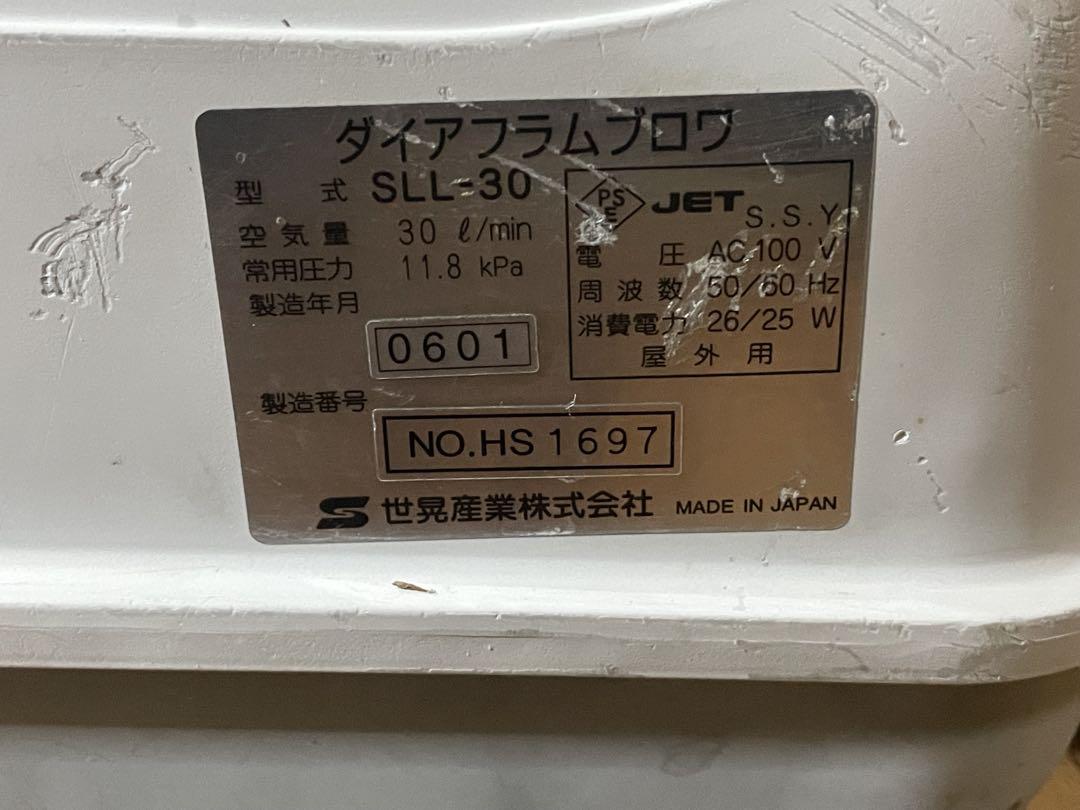 ダイアフラムブロワ
型 式 SLL-30
空気量 30 ℓ/min
常用圧力 11.8 kPa
製造年月
0601
製造番号
NO.HS1697
PS
E
JET
S.S.Y
電 圧 AC 100 V
周波数 50/60 Hz
消費電力 26/25 W
屋外用
世晃産業株式会社 MADE IN JAPAN